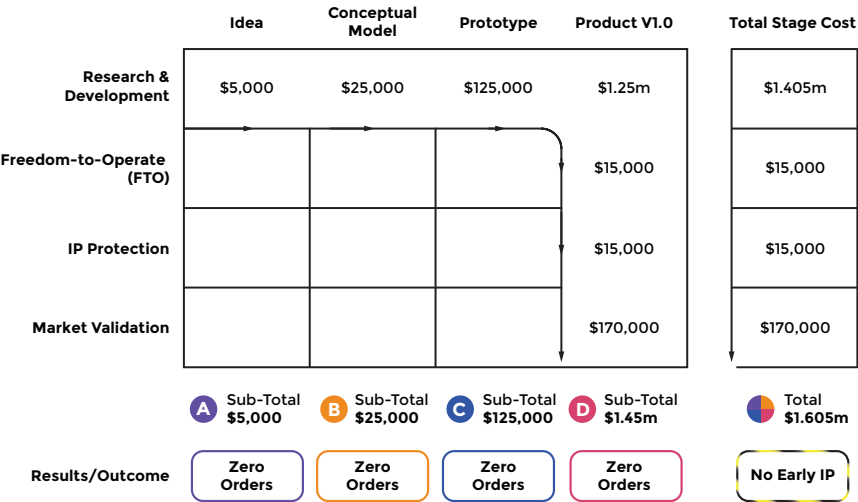 Idea
Conceptual
Model
Prototype
Product V1.0
Total Stage Cost
Research &
Development
$5,000
$25,000
$125,000
$1.25m
$1.405m
Freedom-to-Operate
(FTO)
$15,000
$15,000
IP Protection
$15,000
$15,000
Market Validation
$170,000
$170,000
A
Sub-Total
$5,000
B
Sub-Total
$25,000
C
Sub-Total
$125,000
D
Sub-Total
$1.45m
Total
$1.605m
Results/Outcome
Zero
Orders
Zero
Orders
Zero
Orders
Zero
Orders
No Early IP